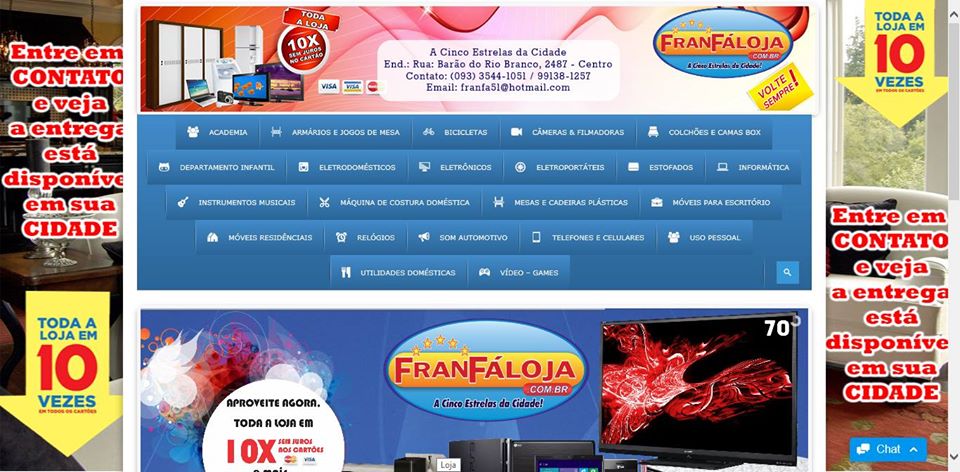 Entre em
CONTATO
e veja
a entrega
está
disponíve
em sua
CIDADE
TODA A
LOJA EM
10
VEZES
EM TODOS OS CARTÕES
TODA
A LOJA
10X
SEM JUROS
NO CARTÃO
VISA VISA
A Cinco Estrelas da Cidade
End.: Rua: Barão do Rio Branco, 2487 - Centro
Contato: (093) 3544-1051 / 99138-1257
Email: franfa51@hotmail.com
FRANFÁLOJA
.COM.BR
A Cinco Estrelas da Cidade!
VOLTE
SEMPRE!
ACADEMIA ARMÁRIOS E JOGOS DE MESA BICICLETAS CÂMERAS & FILMADORAS COLCHÕES E CAMAS BOX
DEPARTAMENTO INFANTIL ELETRODOMÉSTICOS ELETRÔNICOS ELETROPORTÁTEIS ESTOFADOS INFORMÁTICA
INSTRUMENTOS MUSICAIS MÁQUINA DE COSTURA DOMÉSTICA MESAS E CADEIRAS PLÁSTICAS MÓVEIS PARA ESCRITÓRIO
MÓVEIS RESIDÊNCIAIS RELÓGIOS SOM AUTOMOTIVO TELEFONES E CELULARES USO PESSOAL
UTILIDADES DOMÉSTICAS VÍDEO – GAMES
FRANFÁLOJA
.COM.BR
A Cinco Estrelas da Cidade!
70
APROVEITE AGORA.
TODA A LOJA EM
10X
SEM JUROS
NOS CARTÕES
VISA
e mais
Loja
TODA A
LOJA EM
10
VEZES
EM TODOS OS CARTÕES
Entre em
CONTATO
e veja
a entrega
está
disponíve
em sua
CIDADE
Chat